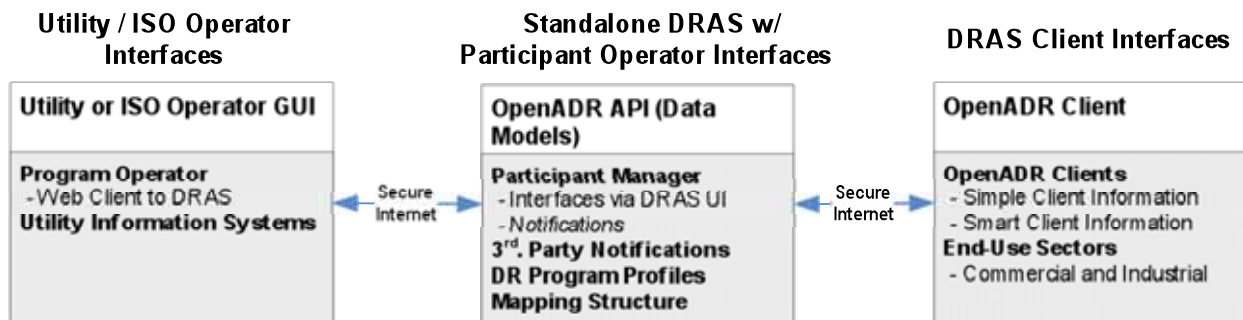 Utility / ISO Operator
Interfaces
Utility or ISO Operator GUI
Program Operator
- Web Client to DRAS
Utility Information Systems
Secure
Internet
Standalone DRAS w/
Participant Operator Interfaces
OpenADR API (Data
Models)
Participant Manager
- Interfaces via DRAS UI
- Notifications
3rd. Party Notifications
DR Program Profiles
Mapping Structure
Secure
Internet
DRAS Client Interfaces
OpenADR Client
OpenADR Clients
- Simple Client Information
- Smart Client Information
End-Use Sectors
- Commercial and Industrial